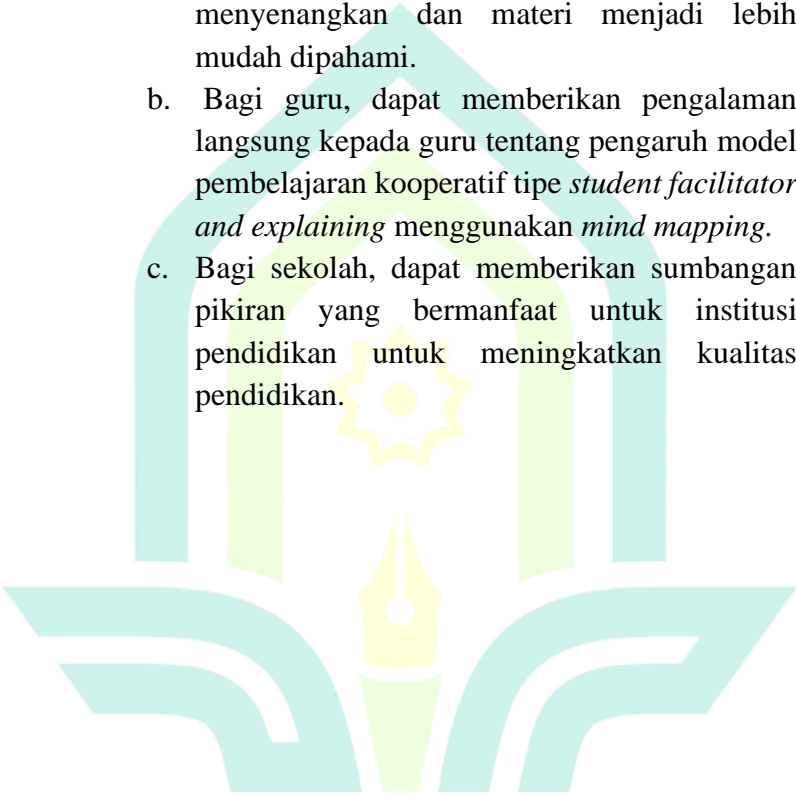 menyenangkan dan materi menjadi lebih
mudah dipahami.
b. Bagi guru, dapat memberikan pengalaman
langsung kepada guru tentang pengaruh model
pembelajaran kooperatif tipe student facilitator
and explaining menggunakan mind mapping.
c. Bagi sekolah, dapat memberikan sumbangan
pikiran yang bermanfaat untuk institusi
pendidikan untuk meningkatkan kualitas
pendidikan.